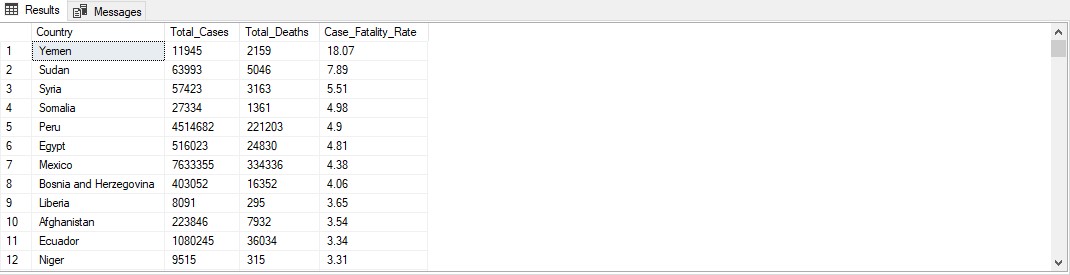 Results Messages
Country Total_Cases Total_Deaths Case_Fatality_Rate
1 Yemen 11945 2159 18.07
2 Sudan 63993 5046 7.89
3 Syria 57423 3163 5.51
4 Somalia 27334 1361 4.98
5 Peru 4514682 221203 4.9
6 Egypt 516023 24830 4.81
7 Mexico 7633355 334336 4.38
8 Bosnia and Herzegovina 403052 16352 4.06
9 Liberia 8091 295 3.65
10 Afghanistan 223846 7932 3.54
11 Ecuador 1080245 36034 3.34
12 Niger 9515 315 3.31